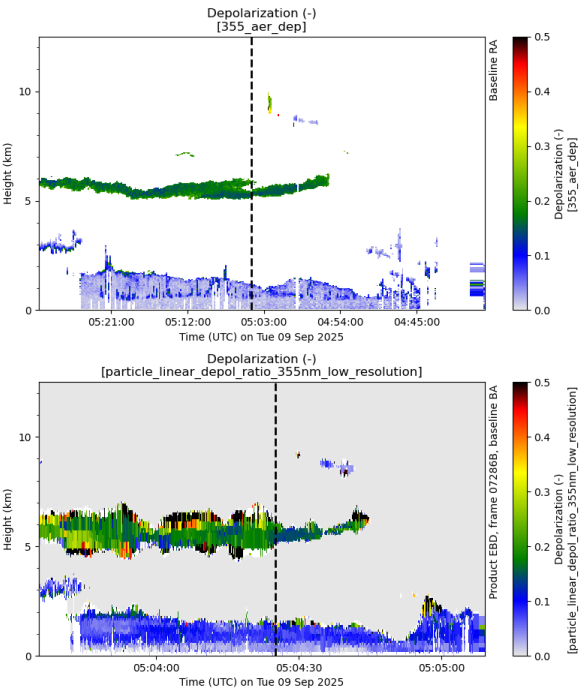 Depolarization (-)
[355_aer_dep]
Baseline RA
Height (km)
10
5
0
05:21:00 05:12:00 05:03:00 04:54:00 04:45:00
Time (UTC) on Tue 09 Sep 2025
0.5
0.4
0.3
0.2
0.1
0.0
Depolarization (-)
[355_aer_dep]
Depolarization (-)
[particle_linear_depol_ratio_355nm_low_resolution]
Product EBD, frame 07286B, baseline BA
Height (km)
10
5
0
05:04:00 05:04:30 05:05:00
Time (UTC) on Tue 09 Sep 2025
0.5
0.4
0.3
0.2
0.1
0.0
Depolarization (-)
[particle_linear_depol_ratio_355nm_low_resolution]